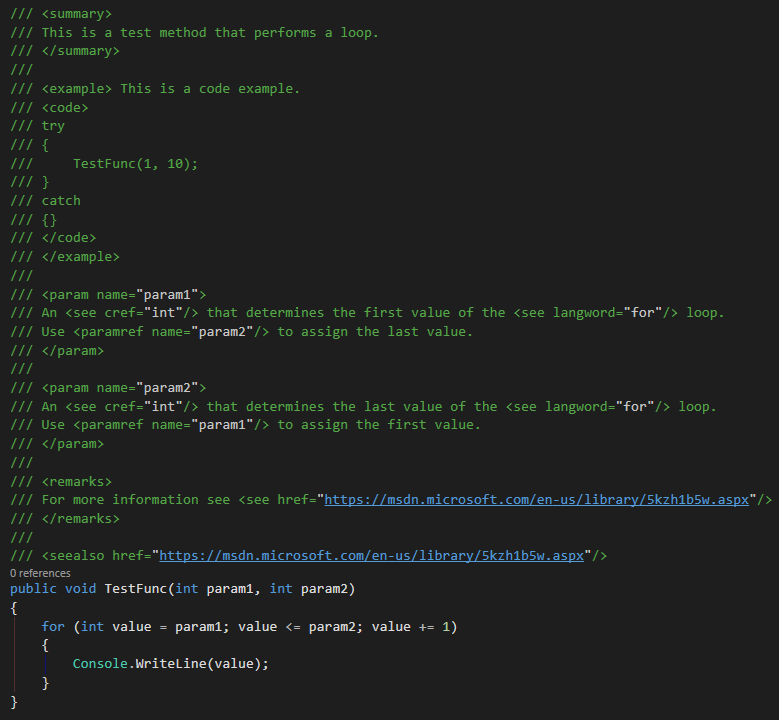 /// <summary>
/// This is a test method that performs a loop.
/// </summary>
///
/// <example> This is a code example.
/// <code>
/// try
/// {
///     TestFunc(1, 10);
/// }
/// catch
/// {}
/// </code>
/// </example>
///
/// <param name="param1">
/// An <see cref="int"/> that determines the first value of the <see langword="for"/> loop.
/// Use <paramref name="param2"/> to assign the last value.
/// </param>
///
/// <param name="param2">
/// An <see cref="int"/> that determines the last value of the <see langword="for"/> loop.
/// Use <paramref name="param1"/> to assign the first value.
/// </param>
///
/// <remarks>
/// For more information see <see href="https://msdn.microsoft.com/en-us/library/5kzh1b5w.aspx"/>
/// </remarks>
///
/// <seealso href="https://msdn.microsoft.com/en-us/library/5kzh1b5w.aspx"/>
0 references
public void TestFunc(int param1, int param2)
{
    for (int value = param1; value <= param2; value += 1)
    {
        Console.WriteLine(value);
    }
}